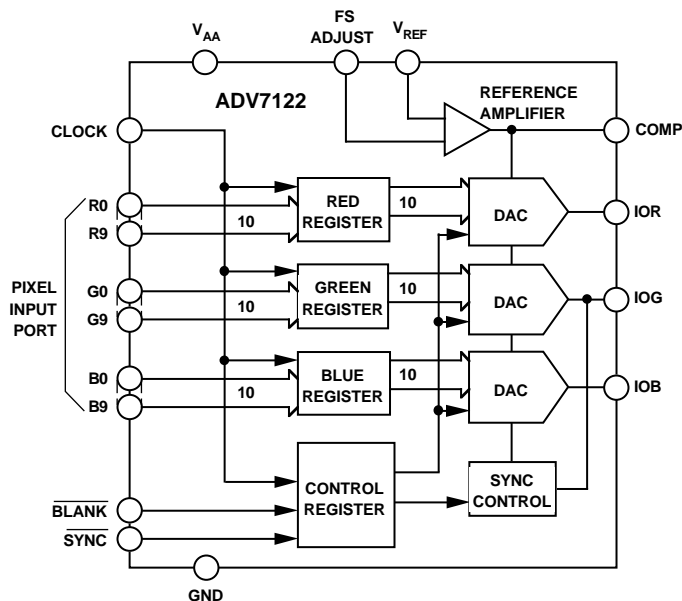 FS
ADJUST
VAA
VREF
ADV7122
REFERENCE
AMPLIFIER
CLOCK
COMP
R0
R9
10
RED
REGISTER
10
DAC
IOR
PIXEL
INPUT
PORT
G0
G9
10
GREEN
REGISTER
10
DAC
IOG
B0
B9
10
BLUE
REGISTER
10
DAC
IOB
BLANK
SYNC
CONTROL
REGISTER
SYNC
CONTROL
GND